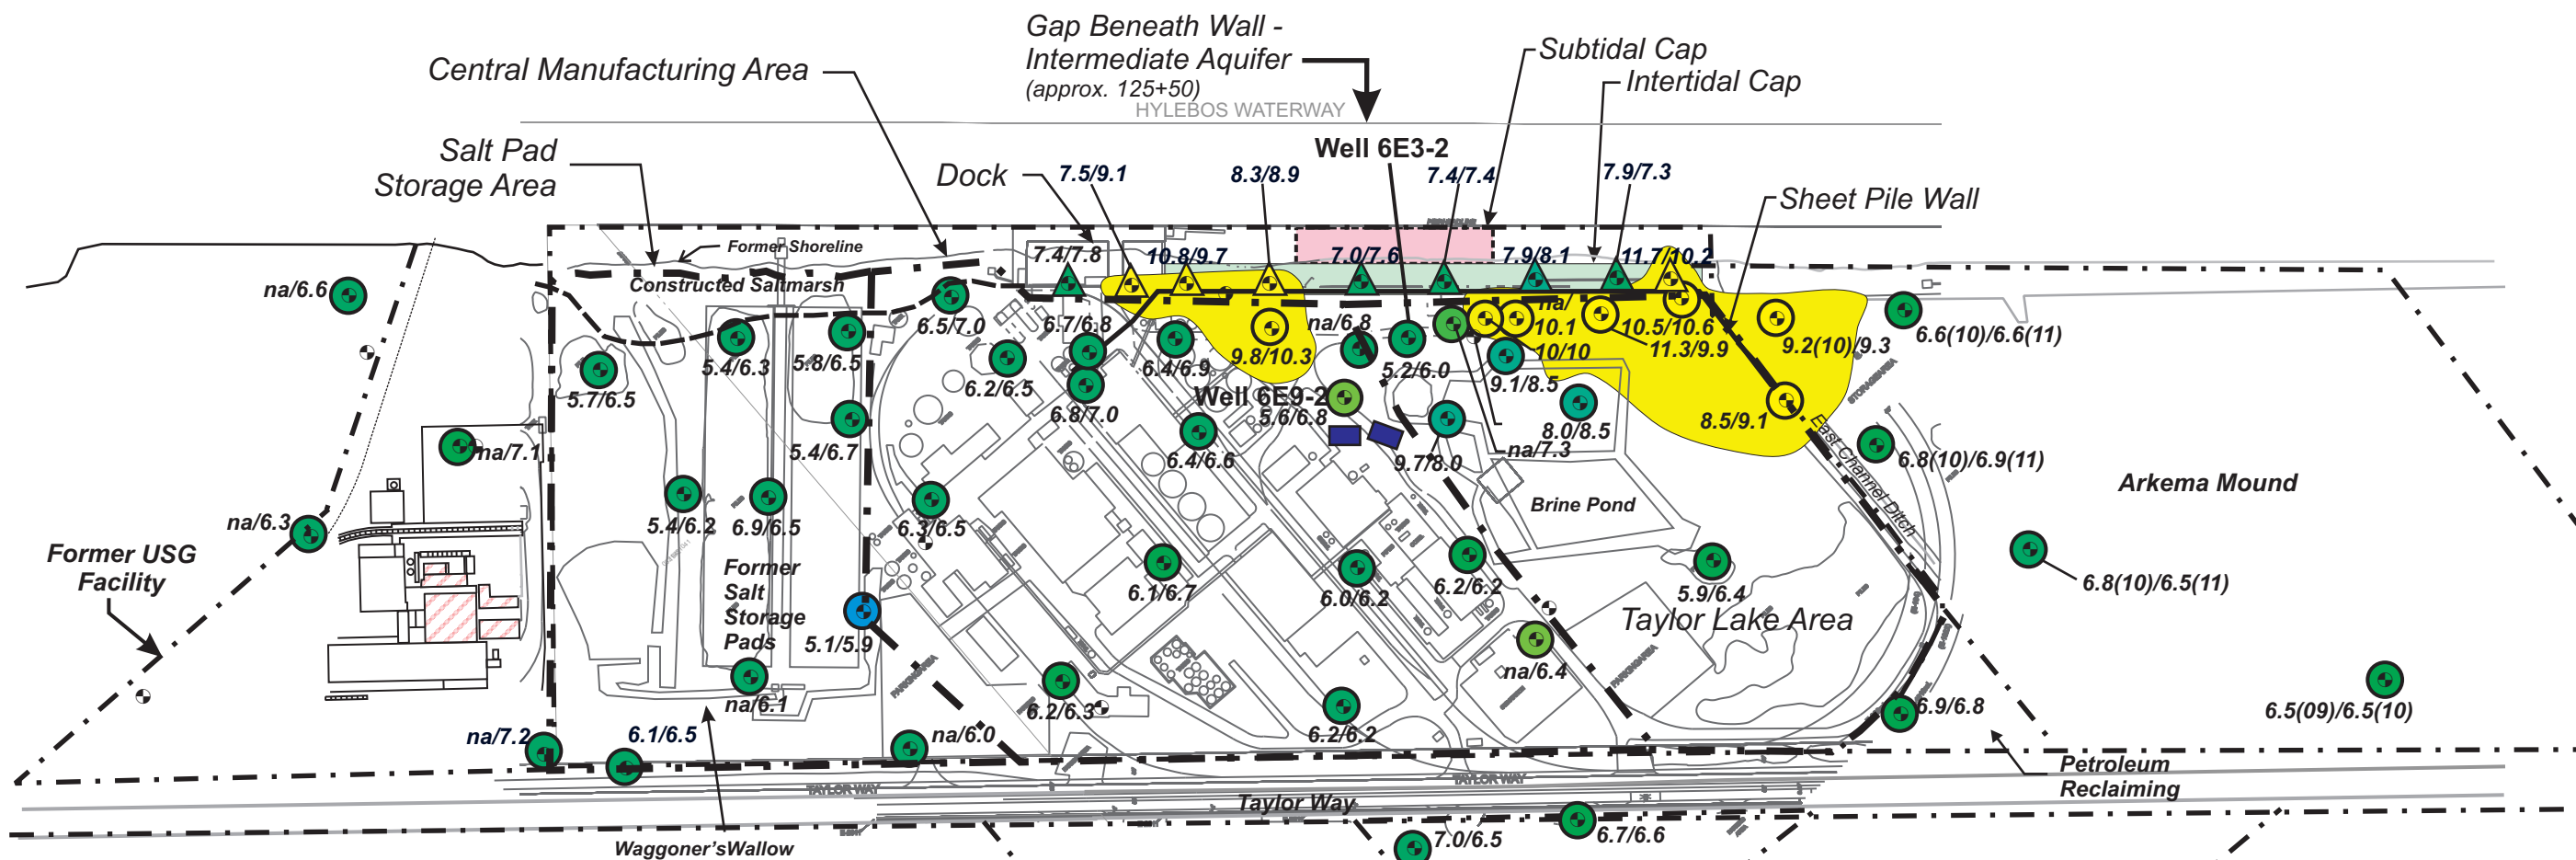 Gap Beneath Wall -
Intermediate Aquifer
(approx. 125+50)
Subtidal Cap
Central Manufacturing Area
Intertidal Cap
HYLEBOS WATERWAY
Salt Pad
Storage Area
Well 6E3-2
Dock
7.5/9.1
8.3/8.9
7.4/7.4
7.9/7.3
Sheet Pile Wall
Former Shoreline
7.4/7.8
10.8/9.7
7.0/7.6
7.9/8.1
11.7/10.2
Constructed Saltmarsh
na/6.6
6.5/7.0
6.7/6.8
na/6.8
na/
10.1
10/10
10.5/10.6
11.3/9.9
9.2(10)/9.3
6.6(10)/6.6(11)
5.4/6.3
5.8/6.5
6.2/6.5
6.4/6.9
9.8/10.3
5.2/6.0
9.1/8.5
5.7/6.5
6.8/7.0
Well 6E9-2
5.6/6.8
8.5/9.1
STORAGE AREA
8.0/8.5
East Channel Ditch
na/7.1
5.4/6.7
6.4/6.6
9.7/8.0
na/7.3
6.8(10)/6.9(11)
Arkema Mound
Brine Pond
na/6.3
5.4/6.2
6.9/6.5
6.3/6.5
Former USG
Facility
Former
Salt
Storage
Pads
6.1/6.7
6.0/6.2
6.2/6.2
5.9/6.4
6.8(10)/6.5(11)
Taylor Lake Area
5.1/5.9
PARKING AREA
PARKING AREA
na/6.4
na/6.1
6.2/6.3
6.2/6.2
6.9/6.8
6.5(09)/6.5(10)
na/7.2
6.1/6.5
na/6.0
Petroleum
Reclaiming
TAYLOR WAY
TAYLOR WAY
Taylor Way
7.0/6.5
6.7/6.6
Waggoner'sWallow